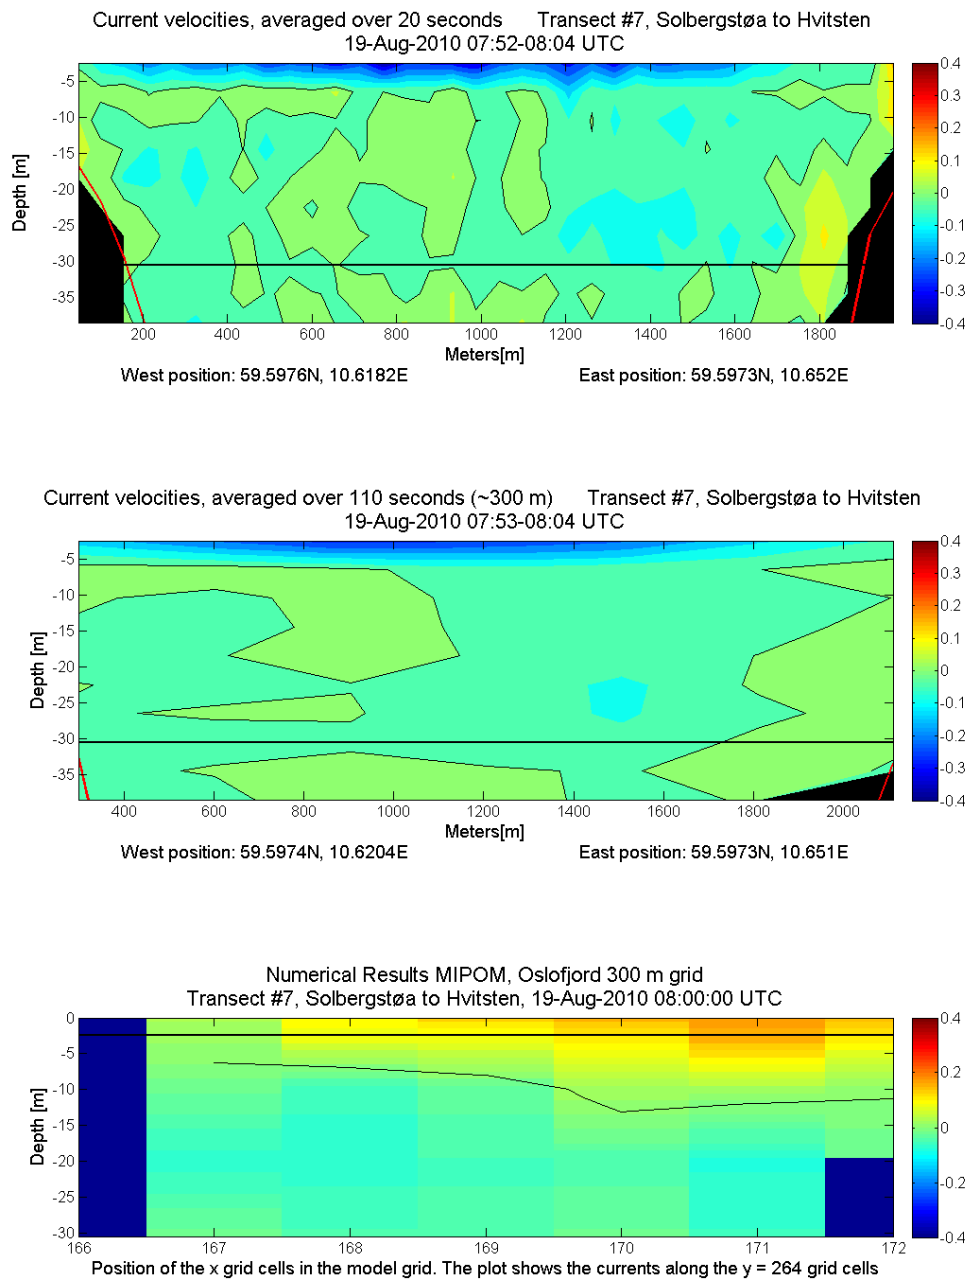 Current velocities, averaged over 20 seconds Transect #7, Solbergstøa to Hvitsten
19-Aug-2010 07:52-08:04 UTC
Depth [m]
-5
-10
-15
-20
-25
-30
-35
200 400 600 800 1000 1200 1400 1600 1800
Meters[m]
0.4
0.3
0.2
0.1
0
-0.1
-0.2
-0.3
-0.4
West position: 59.5976N, 10.6182E East position: 59.5973N, 10.652E
Current velocities, averaged over 110 seconds (~300 m) Transect #7, Solbergstøa to Hvitsten
19-Aug-2010 07:53-08:04 UTC
Depth [m]
-5
-10
-15
-20
-25
-30
-35
400 600 800 1000 1200 1400 1600 1800 2000
Meters[m]
0.4
0.3
0.2
0.1
0
-0.1
-0.2
-0.3
-0.4
West position: 59.5974N, 10.6204E East position: 59.5973N, 10.651E
Numerical Results MIPOM, Oslofjord 300 m grid
Transect #7, Solbergstøa to Hvitsten, 19-Aug-2010 08:00:00 UTC
Depth [m]
0
-5
-10
-15
-20
-25
-30
166 167 168 169 170 171 172
0.4
0.3
0.2
0.1
0
-0.1
-0.2
-0.3
-0.4
Position of the x grid cells in the model grid. The plot shows the currents along the y = 264 grid cells